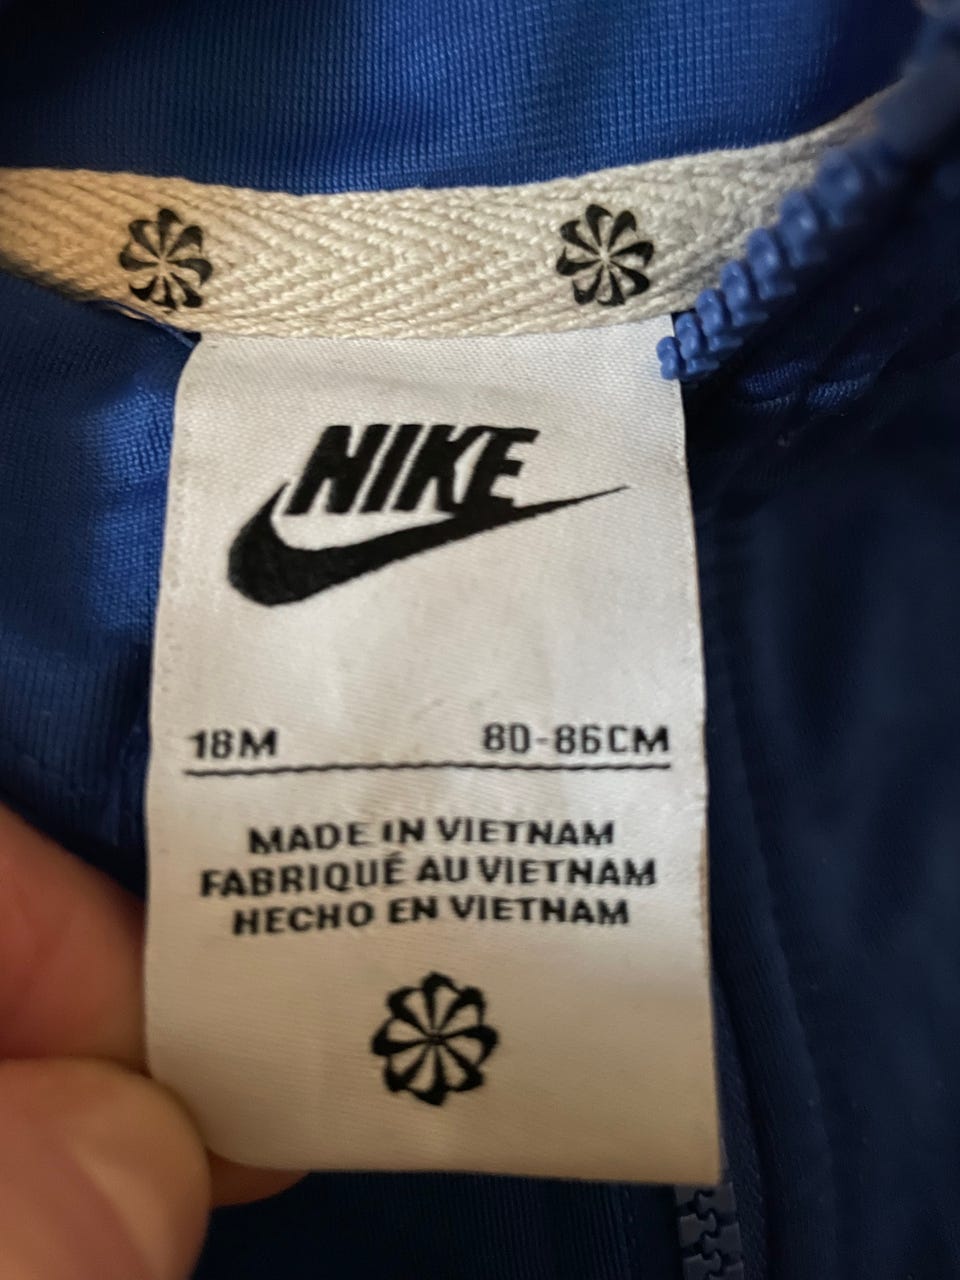 NIKE
18M 80-86CM
MADE IN VIETNAM
FABRIQUÉ AU VIETNAM
HECHO EN VIETNAM